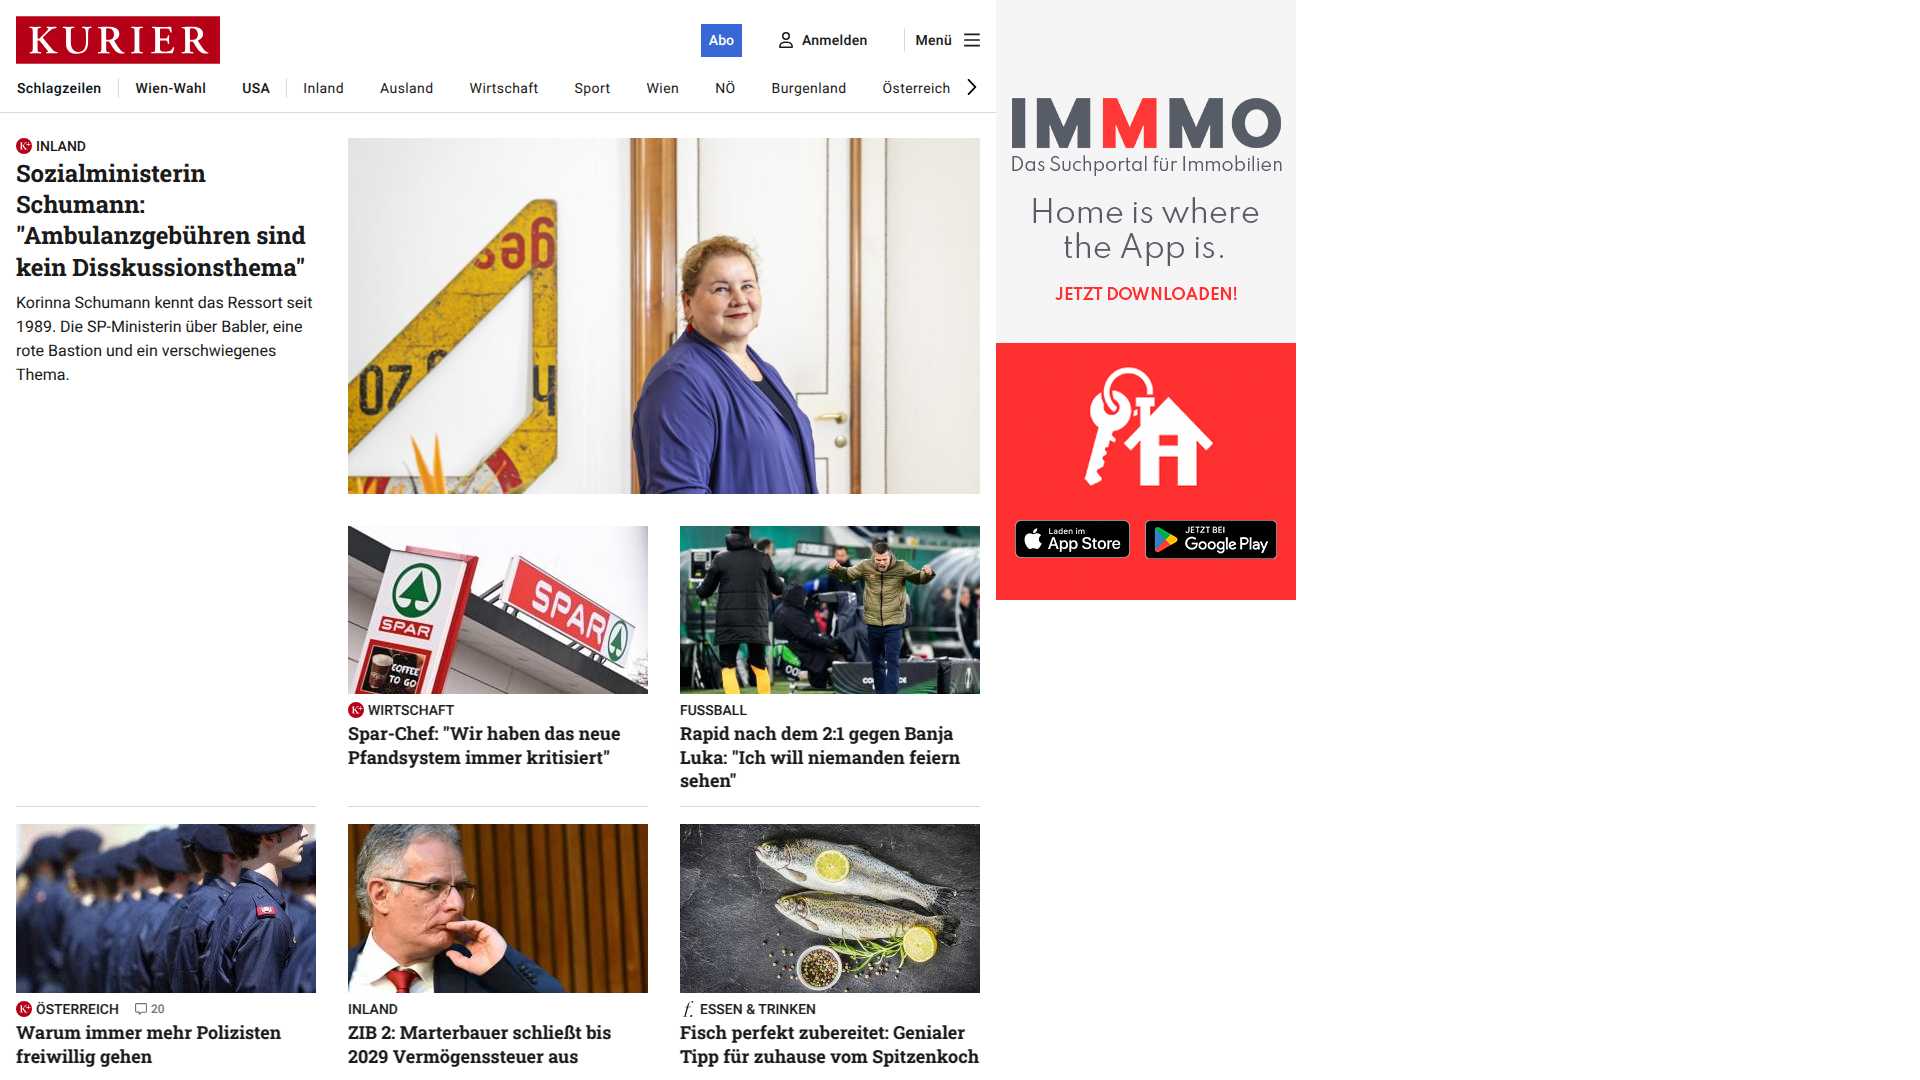 KURIER
Abo
Anmelden
Menü
Schlagzeilen
Wien-Wahl
USA
Inland
Ausland
Wirtschaft
Sport
Wien
NÖ
Burgenland
Österreich
INLAND
Sozialministerin
Schumann:
"Ambulanzgebühren sind
kein Disskussionsthema"
Korinna Schumann kennt das Ressort seit
1989. Die SP-Ministerin über Babler, eine
rote Bastion und ein verschwiegenes
Thema.
IMMMO
Das Suchportal für Immobilien
Home is where
the App is.
JETZT DOWNLOADEN!
Laden im
App Store
JETZT BEI
Google Play
SPAR
COFFEE
TO GO
SPAR
WIRTSCHAFT
Spar-Chef: "Wir haben das neue
Pfandsystem immer kritisiert"
FUSSBALL
Rapid nach dem 2:1 gegen Banja
Luka: "Ich will niemanden feiern
sehen"
ÖSTERREICH
20
Warum immer mehr Polizisten
freiwillig gehen
INLAND
ZIB 2: Marterbauer schließt bis
2029 Vermögenssteuer aus
f.
ESSEN & TRINKEN
Fisch perfekt zubereitet: Genialer
Tipp für zuhause vom Spitzenkoch